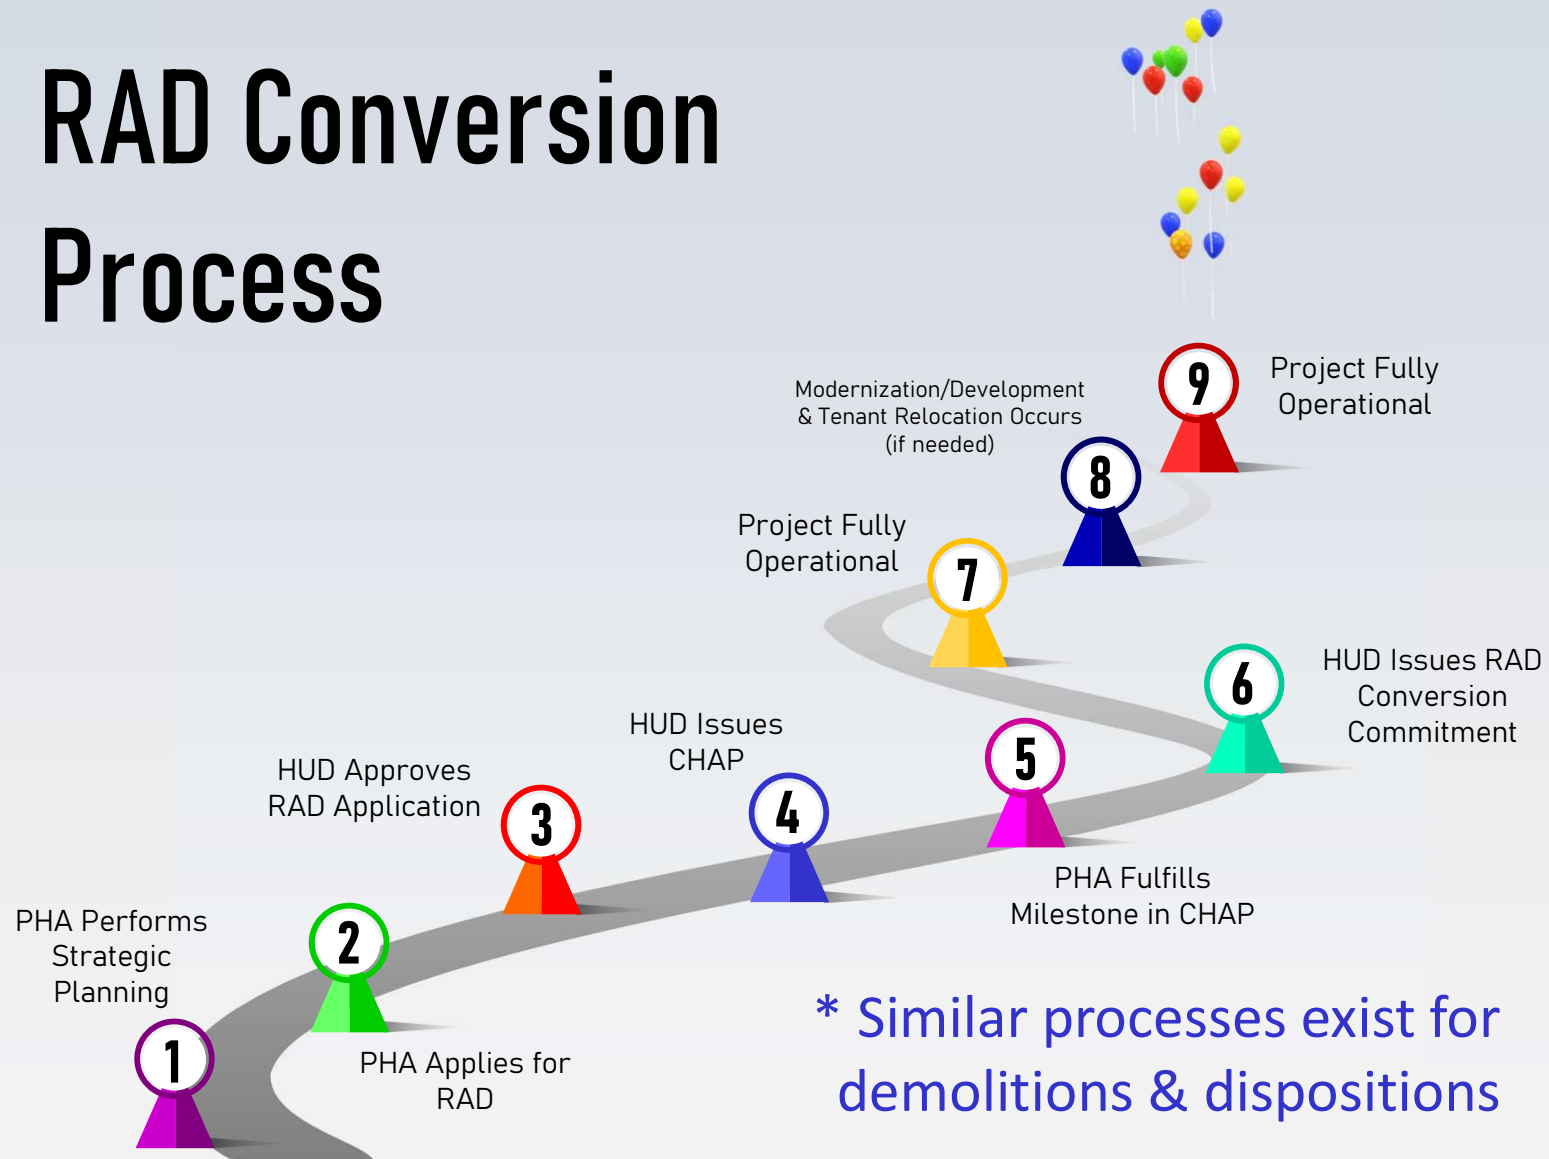 RAD Conversion
Process
1
PHA Performs
Strategic
Planning
2
PHA Applies for
RAD
3
HUD Approves
RAD Application
4
HUD Issues
CHAP
5
PHA Fulfills
Milestone in CHAP
6
HUD Issues RAD
Conversion
Commitment
7
Project Fully
Operational
8
Modernization/Development
& Tenant Relocation Occurs
(if needed)
9
Project Fully
Operational
* Similar processes exist for
demolitions & dispositions